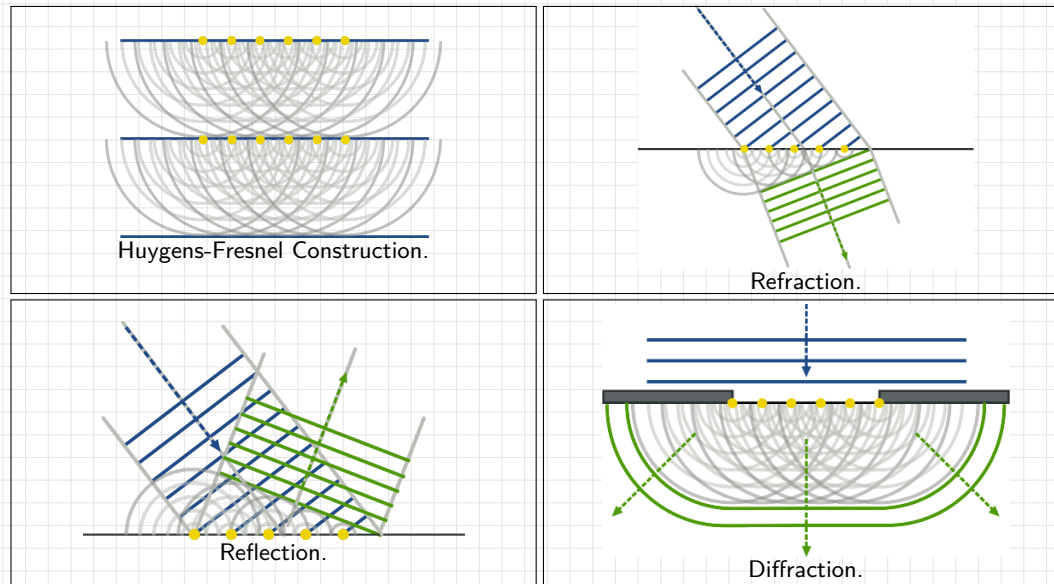 Huygens-Fresnel Construction.
Refraction.
Reflection.
Diffraction.